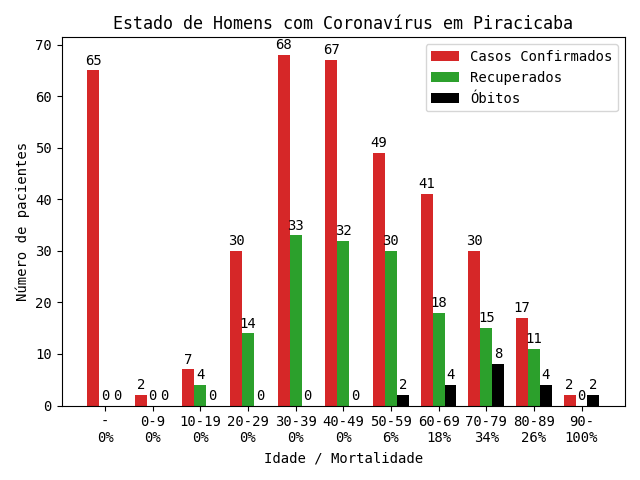 Estado de Homens com Coronavírus em Piracicaba
Casos Confirmados
Recuperados
Óbitos
Número de pacientes
70
60
50
40
30
20
10
0
65 0 0
2 0 0
7 4 0
30 14 0
68 33 0
67 32 0
49 30 2
41 18 4
30 15 8
17 11 4
2 0 2
- 0-9 10-19 20-29 30-39 40-49 50-59 60-69 70-79 80-89 90-
0% 0% 0% 0% 0% 0% 6% 18% 34% 26% 100%
Idade / Mortalidade